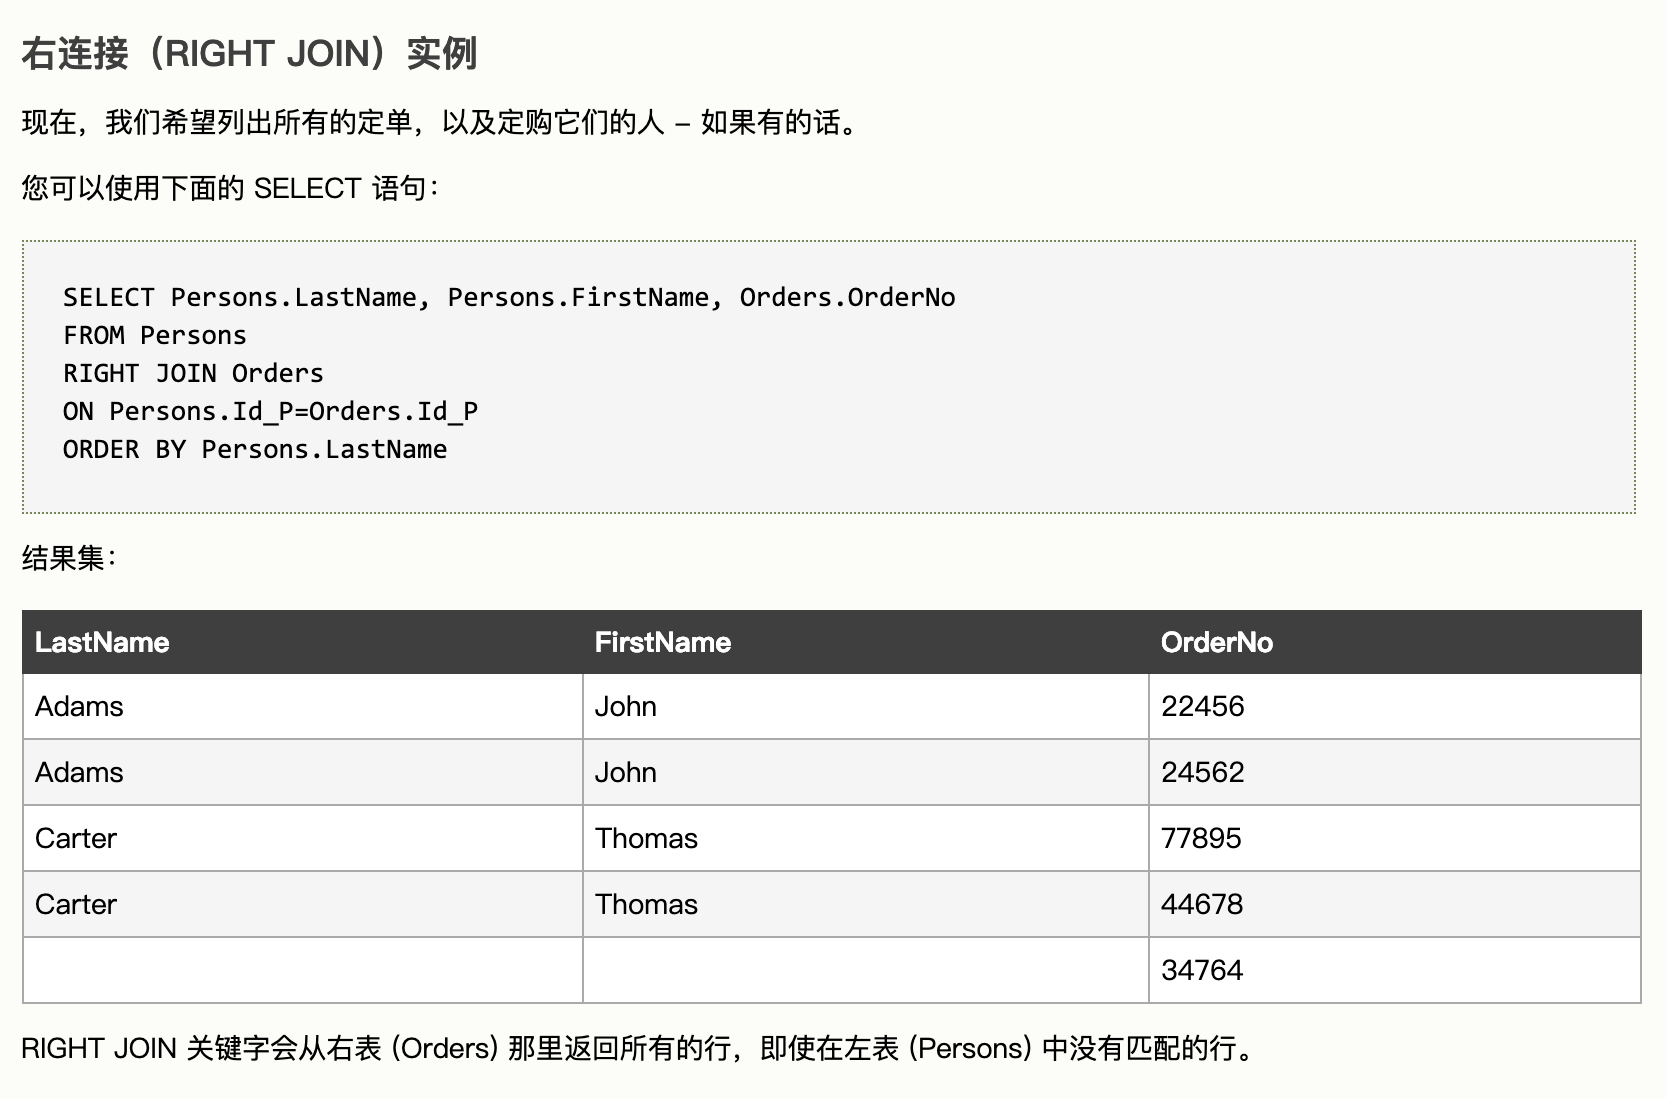 右连接（RIGHT JOIN）实例
现在，我们希望列出所有的定单，以及定购它们的人 – 如果有的话。
您可以使用下面的 SELECT 语句：
SELECT Persons.LastName, Persons.FirstName, Orders.OrderNo
FROM Persons
RIGHT JOIN Orders
ON Persons.Id_P=Orders.Id_P
ORDER BY Persons.LastName
结果集：
LastName FirstName OrderNo
Adams John 22456
Adams John 24562
Carter Thomas 77895
Carter Thomas 44678
34764
RIGHT JOIN 关键字会从右表 (Orders) 那里返回所有的行，即使在左表 (Persons) 中没有匹配的行。